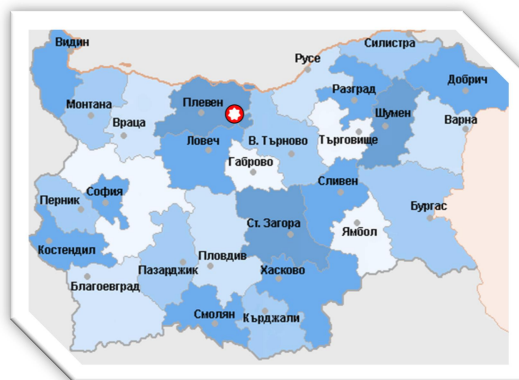 Видин
Силистра
Русе
Добрич
Разград
Монтана
Плевен
Шумен
Враца
Варна
Ловеч
В. Търново
Търговище
Габрово
София
Сливен
Перник
Бургас
Ст. Загора
Ямбол
Костендил
Пловдив
Пазарджик
Хасково
Благоевград
Смолян
Кърджали